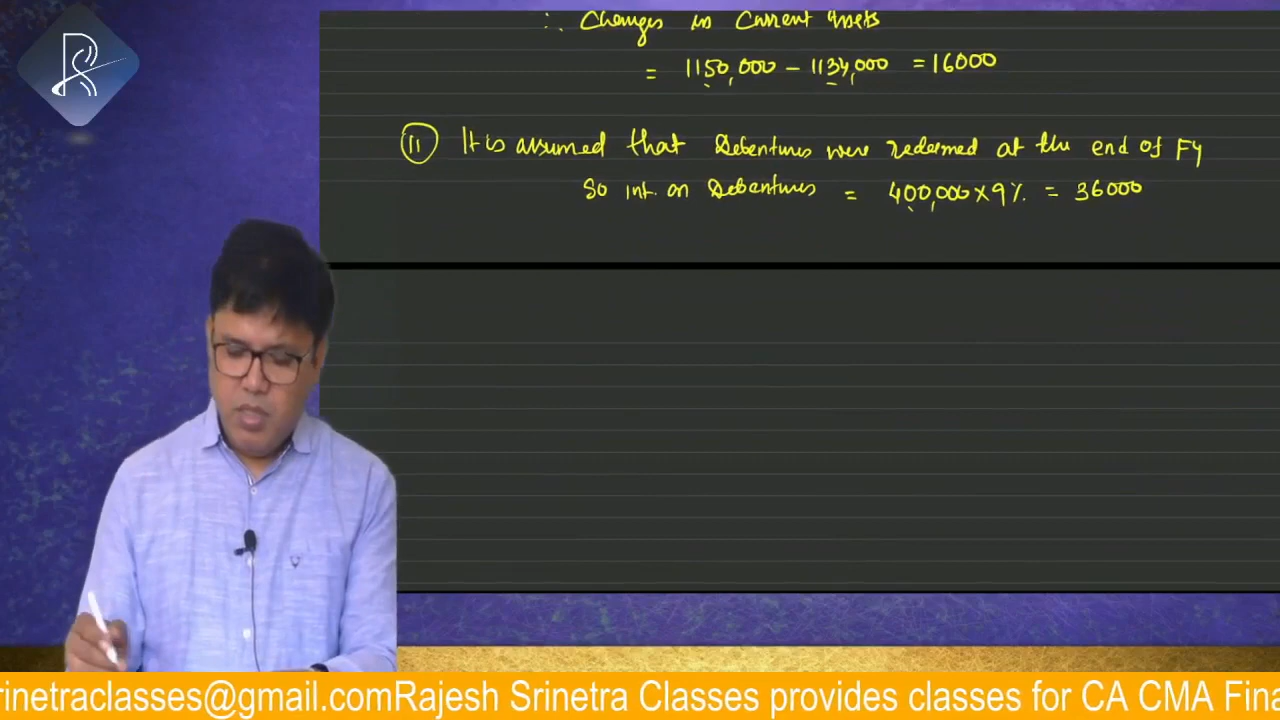 ∴ Changes in Current Assets
= 1150,000 – 1134,000 = 16000
(11) It is assumed that Debentures were redeemed at the end of FY
So int. on Debentures = 400,000 × 9% = 36000
RS
rinetraclasses@gmail.comRajesh Srinetra Classes provides classes for CA CMA Fina